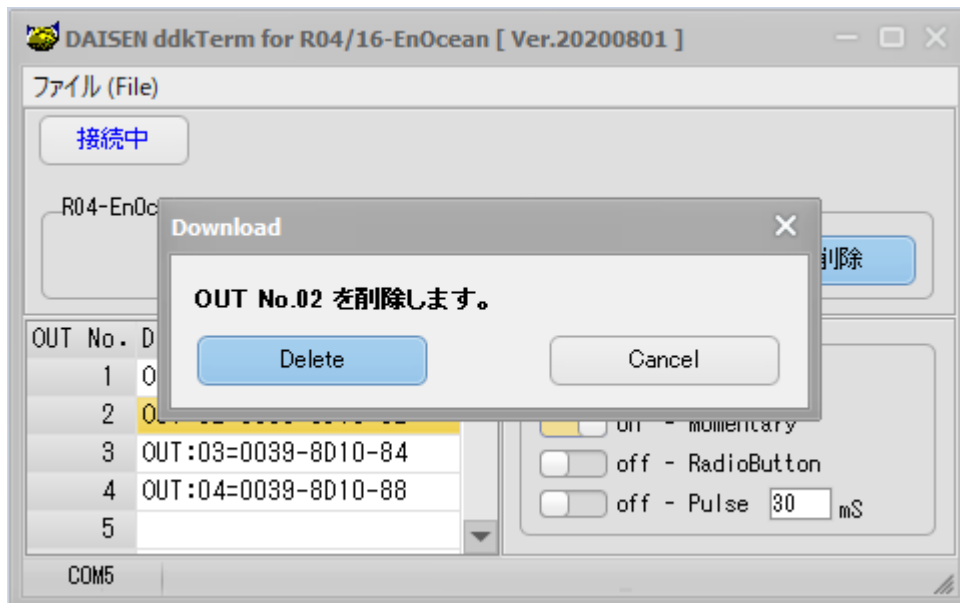 DAISEN ddkTerm for R04/16-EnOcean [ Ver.20200801 ]
ファイル (File)
接続中
R04-EnOc
Download
削除
OUT No.02 を削除します。
Delete
Cancel
OUT No.
1
2
3 OUT:03=0039-8D10-84
4 OUT:04=0039-8D10-88
5
on - Momentary
off - RadioButton
off - Pulse 30 mS
COM5